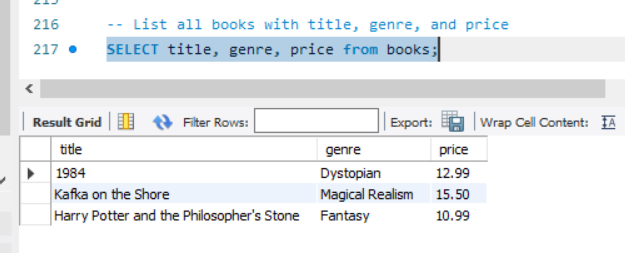 216 -- List all books with title, genre, and price
217 SELECT title, genre, price from books;
Result Grid Filter Rows: Export: Wrap Cell Content:
title genre price
1984 Dystopian 12.99
Kafka on the Shore Magical Realism 15.50
Harry Potter and the Philosopher's Stone Fantasy 10.99